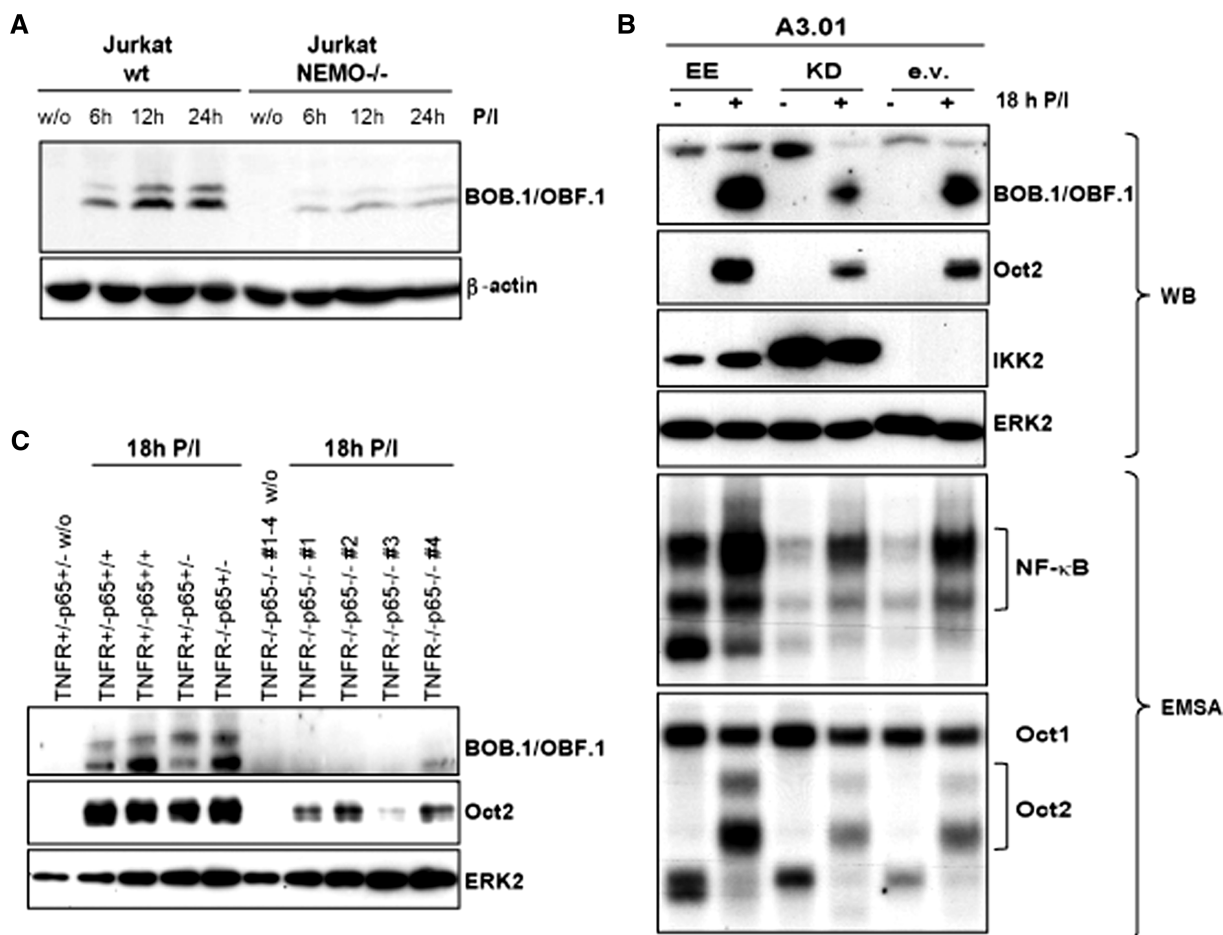 A
Jurkat
wt
Jurkat
NEMO-/-
w/o 6h 12h 24h w/o 6h 12h 24h P/I
BOB.1/OBF.1
β-actin
B
A3.01
EE KD e.v.
- + - + - + 18 h P/I
BOB.1/OBF.1
Oct2
IKK2
ERK2
WB
NF-κB
Oct1
Oct2
EMSA
C
18h P/I 18h P/I
TNFR+/-p65+/- w/o
TNFR+/-p65+/+
TNFR+/-p65+/+
TNFR+/-p65+/-
TNFR-/-p65+/-
TNFR-/-p65-/- #1-4 w/o
TNFR-/-p65-/- #1
TNFR-/-p65-/- #2
TNFR-/-p65-/- #3
TNFR-/-p65-/- #4
BOB.1/OBF.1
Oct2
ERK2